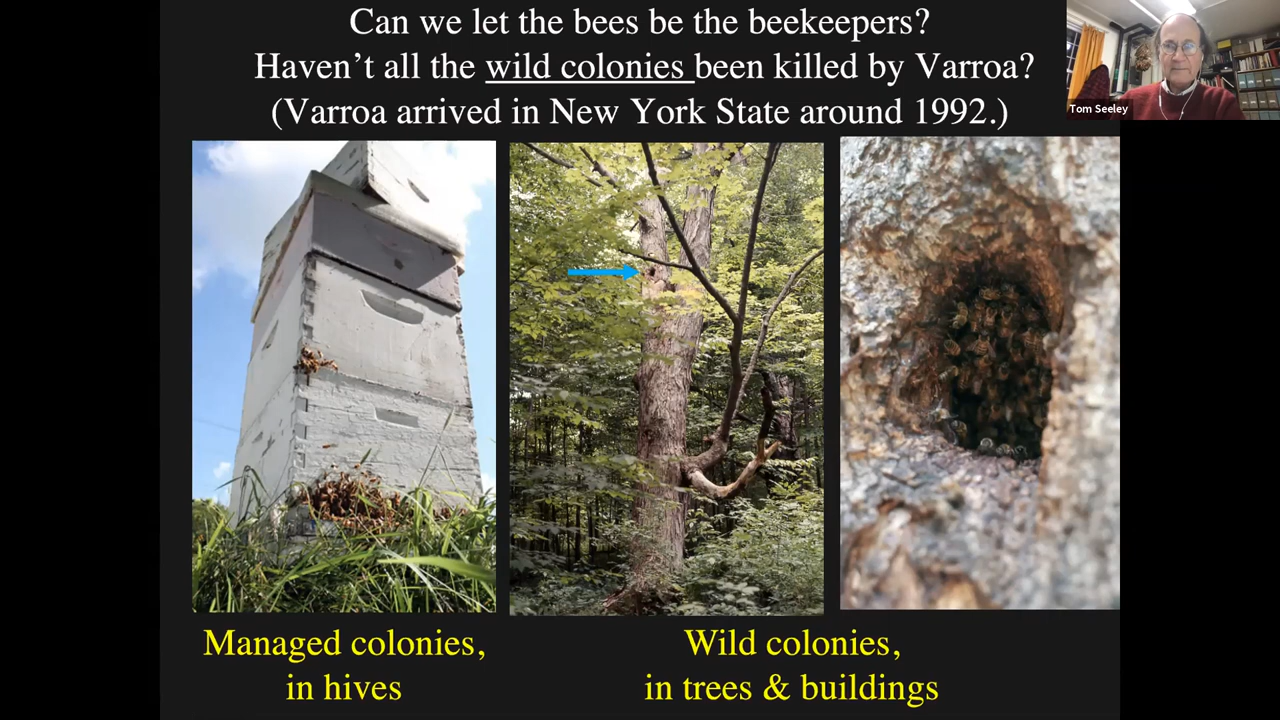 Can we let the bees be the beekeepers?
Haven't all the wild colonies been killed by Varroa?
(Varroa arrived in New York State around 1992.)
Tom Seeley
Managed colonies,
in hives
Wild colonies,
in trees & buildings